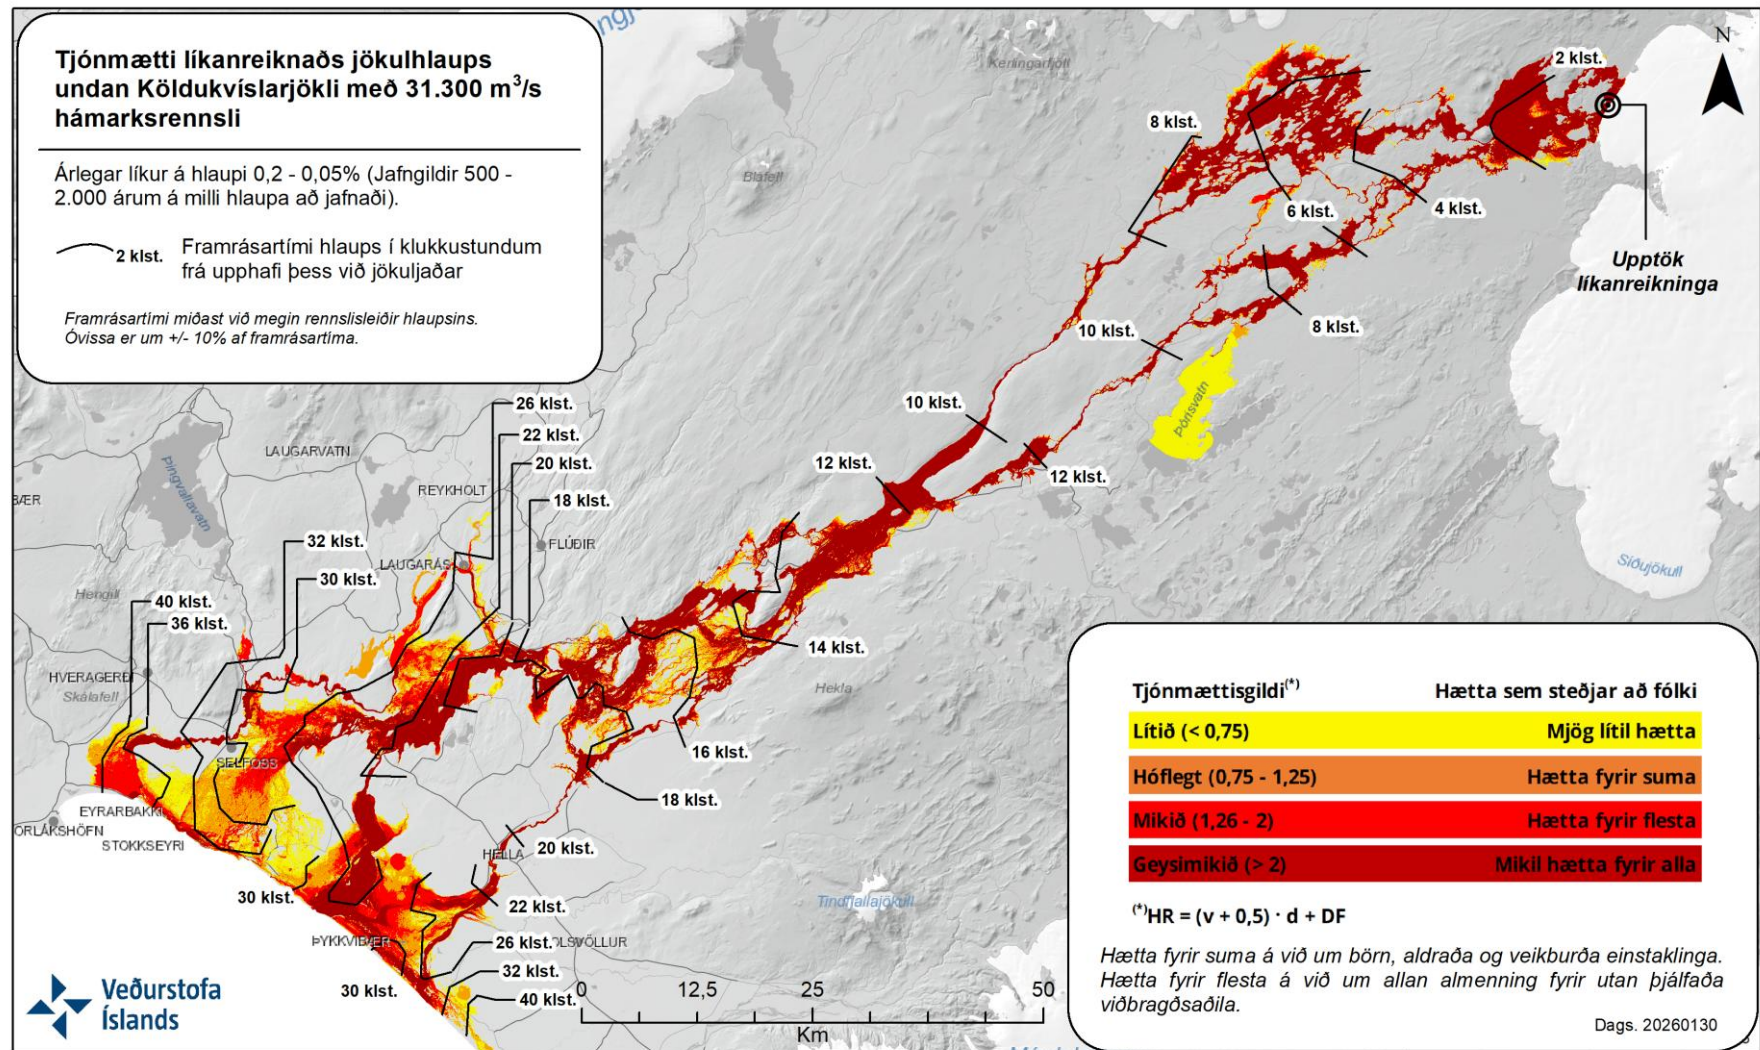 Tjónmætti líkanreiknaðs jökulhlaups
undan Köldukvíslarjökli með 31.300 m³/s
hámarksrennsli
Árlegar líkur á hlaupi 0,2 - 0,05% (Jafngildir 500 -
2.000 árum á milli hlaupa að jafnaði).
2 klst.
Framrásartími hlaups í klukkustundum
frá upphafi þess við jökuljaðar
Framrásartími miðast við megin rennslisleiðir hlaupsins.
Óvissa er um +/- 10% af framrásartíma.
Kerlingarfjöll
N
2 klst.
8 klst.
Bláfell
6 klst.
4 klst.
Upptök
líkanreikninga
8 klst.
10 klst.
Þórisvatn
10 klst.
12 klst.
12 klst.
26 klst.
22 klst.
20 klst.
18 klst.
LAUGARVATN
REYKHOLT
Þingvallavatn
FLÚÐIR
LAUGARÁS
32 klst.
30 klst.
Hengill
40 klst.
36 klst.
HVERAGERÐI
Skálafell
SELFOSS
EYRARBAKKI
ORLÁKSHÖFN
STOKKSEYRI
14 klst.
Hekla
16 klst.
18 klst.
20 klst.
HELLA
30 klst.
22 klst.
ÞYKKVIBÆR
26 klst.
OLSVÖLLUR
32 klst.
30 klst.
40 klst.
Tindfjallajökull
Síðujökull
Veðurstofa
Íslands
0 12,5 25 50
Km
Tjónmættisgildi(*) Hætta sem steðjar að fólki
Lítið (< 0,75) Mjög lítil hætta
Hóflegt (0,75 - 1,25) Hætta fyrir suma
Mikið (1,26 - 2) Hætta fyrir flesta
Geysimikið (> 2) Mikil hætta fyrir alla
(*)HR = (v + 0,5) · d + DF
Hætta fyrir suma á við um börn, aldraða og veikburða einstaklinga.
Hætta fyrir flesta á við um allan almenning fyrir utan þjálfaða
viðbragðsaðila.
Dags. 20260130